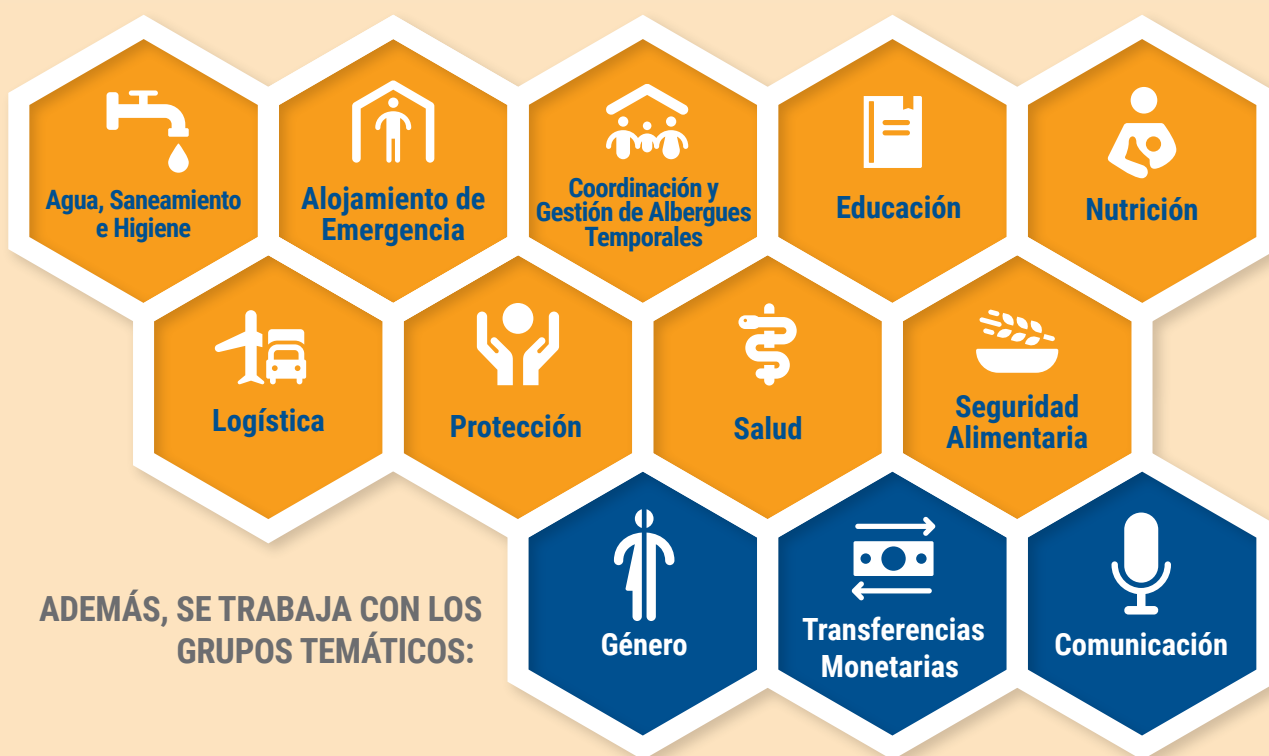 Agua, Saneamiento
e Higiene
Alojamiento de
Emergencia
Coordinación y
Gestión de Albergues
Temporales
Educación
Nutrición
Logística
Protección
Salud
Seguridad
Alimentaria
ADEMÁS, SE TRABAJA CON LOS
GRUPOS TEMÁTICOS:
Género
Transferencias
Monetarias
Comunicación